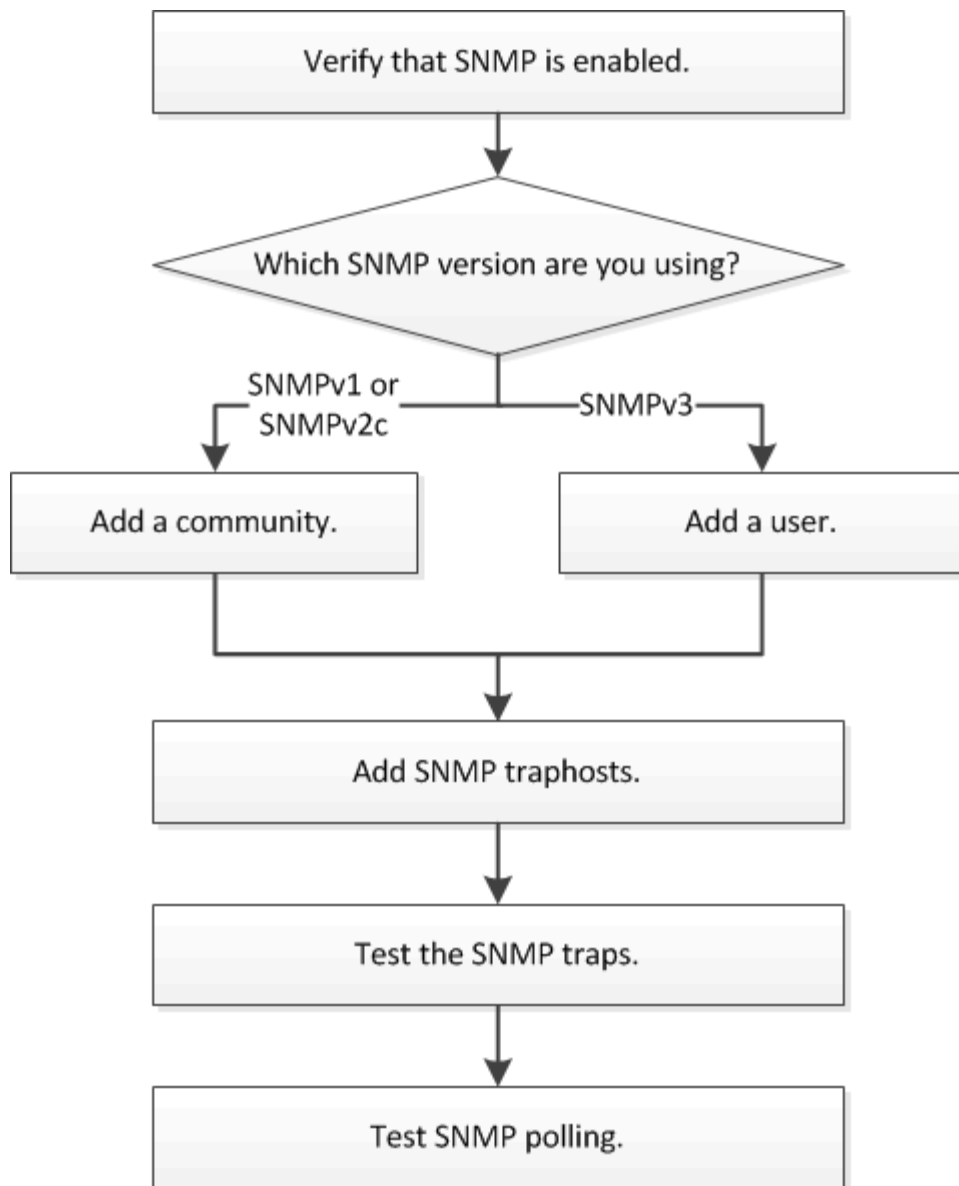 Verify that SNMP is enabled.
Which SNMP version are you using?
SNMPv1 or
SNMPv2c
SNMPv3
Add a community.
Add a user.
Add SNMP traphosts.
Test the SNMP traps.
Test SNMP polling.